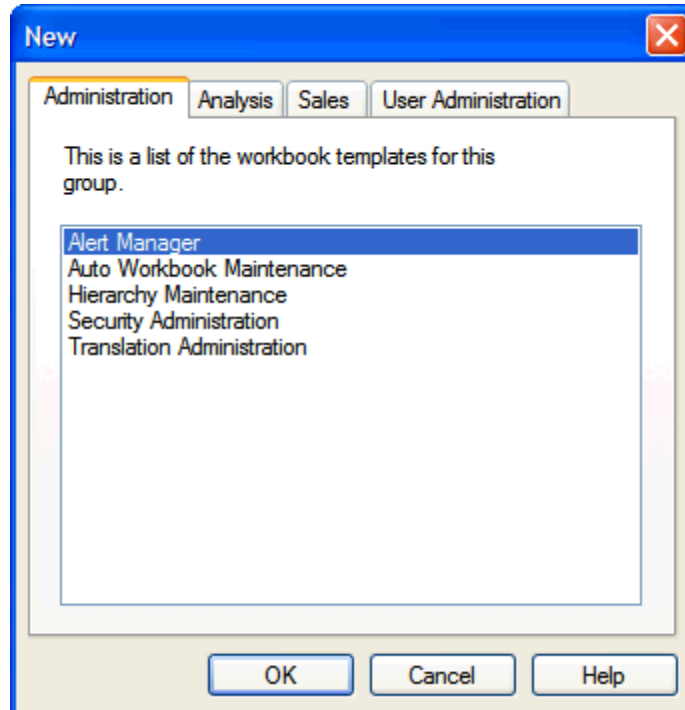 New
Administration Analysis Sales User Administration
This is a list of the workbook templates for this
group.
Alert Manager
Auto Workbook Maintenance
Hierarchy Maintenance
Security Administration
Translation Administration
OK Cancel Help